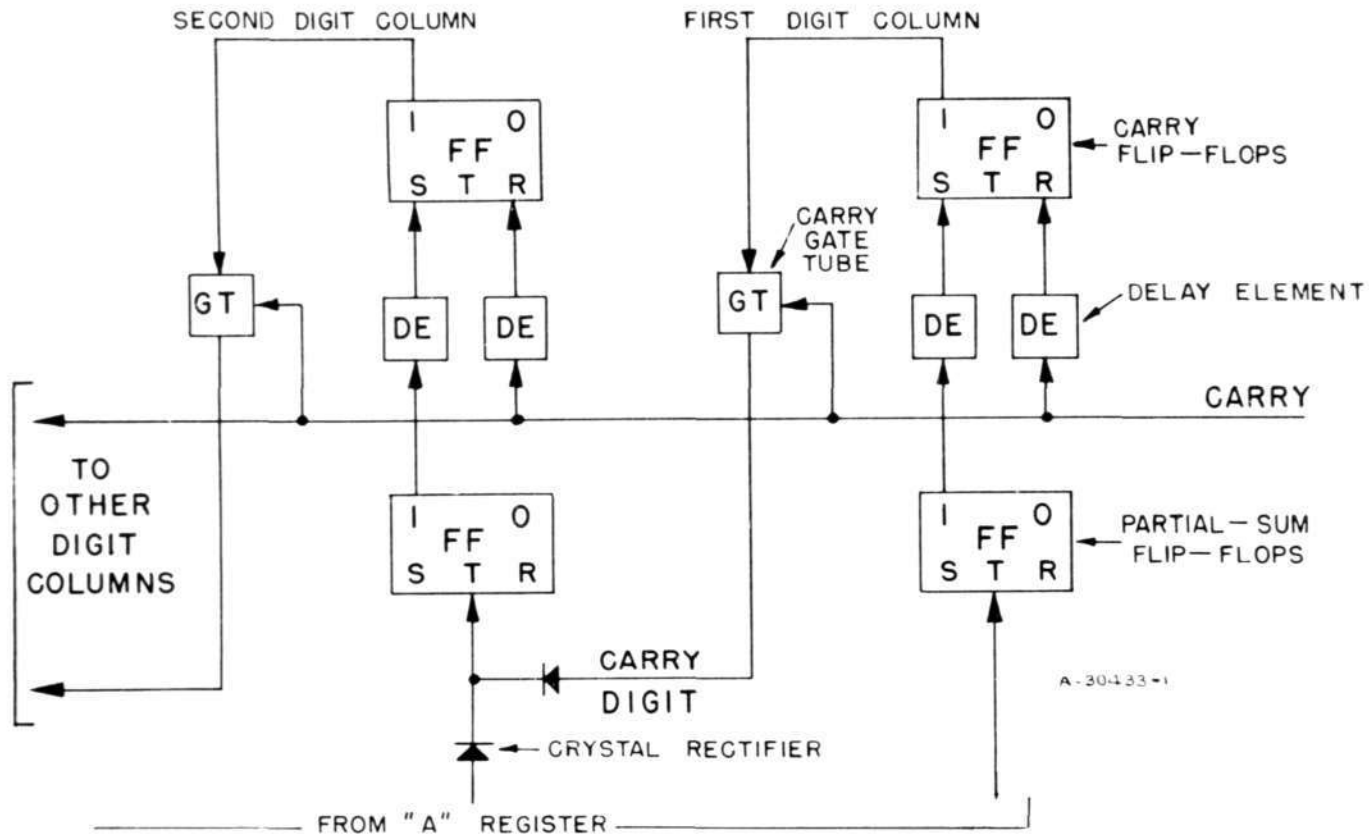 SECOND DIGIT COLUMN
FIRST DIGIT COLUMN
I O
FF
S T R
I O
FF
S T R
CARRY
FLIP-FLOPS
CARRY
GATE
TUBE
GT
DE
DE
GT
DE
DE
DELAY ELEMENT
CARRY
TO
OTHER
DIGIT
COLUMNS
I O
FF
S T R
I O
FF
S T R
PARTIAL-SUM
FLIP-FLOPS
CARRY
DIGIT
A-30433-1
CRYSTAL RECTIFIER
FROM "A" REGISTER